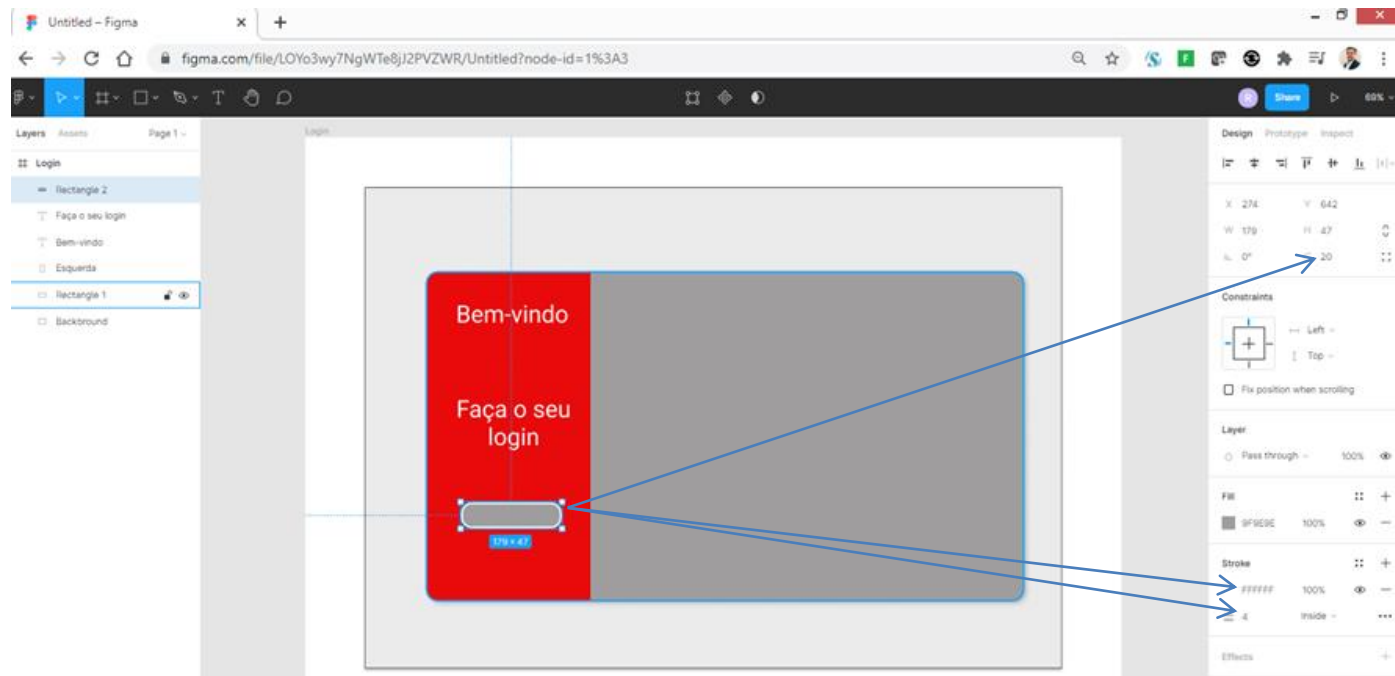 Untitled – Figma
figma.com/file/LOYo3wy7NgWTe8jJ2PVZWR/Untitled?node-id=1%3A3
T
R
Share
69%
Layers Assets Page 1
Login
Rectangle 2
Faça o seu login
Bem-vindo
Esquerda
Rectangle 1
Backbround
Login
Bem-vindo
Faça o seu
login
179 × 47
Design Prototype Inspect
X 274 Y 642
W 179 H 47
0° 20
Constraints
Left
Top
Fix position when scrolling
Layer
Pass through 100%
Fill
9F9E9E 100%
Stroke
FFFFFF 100%
4 Inside
Effects